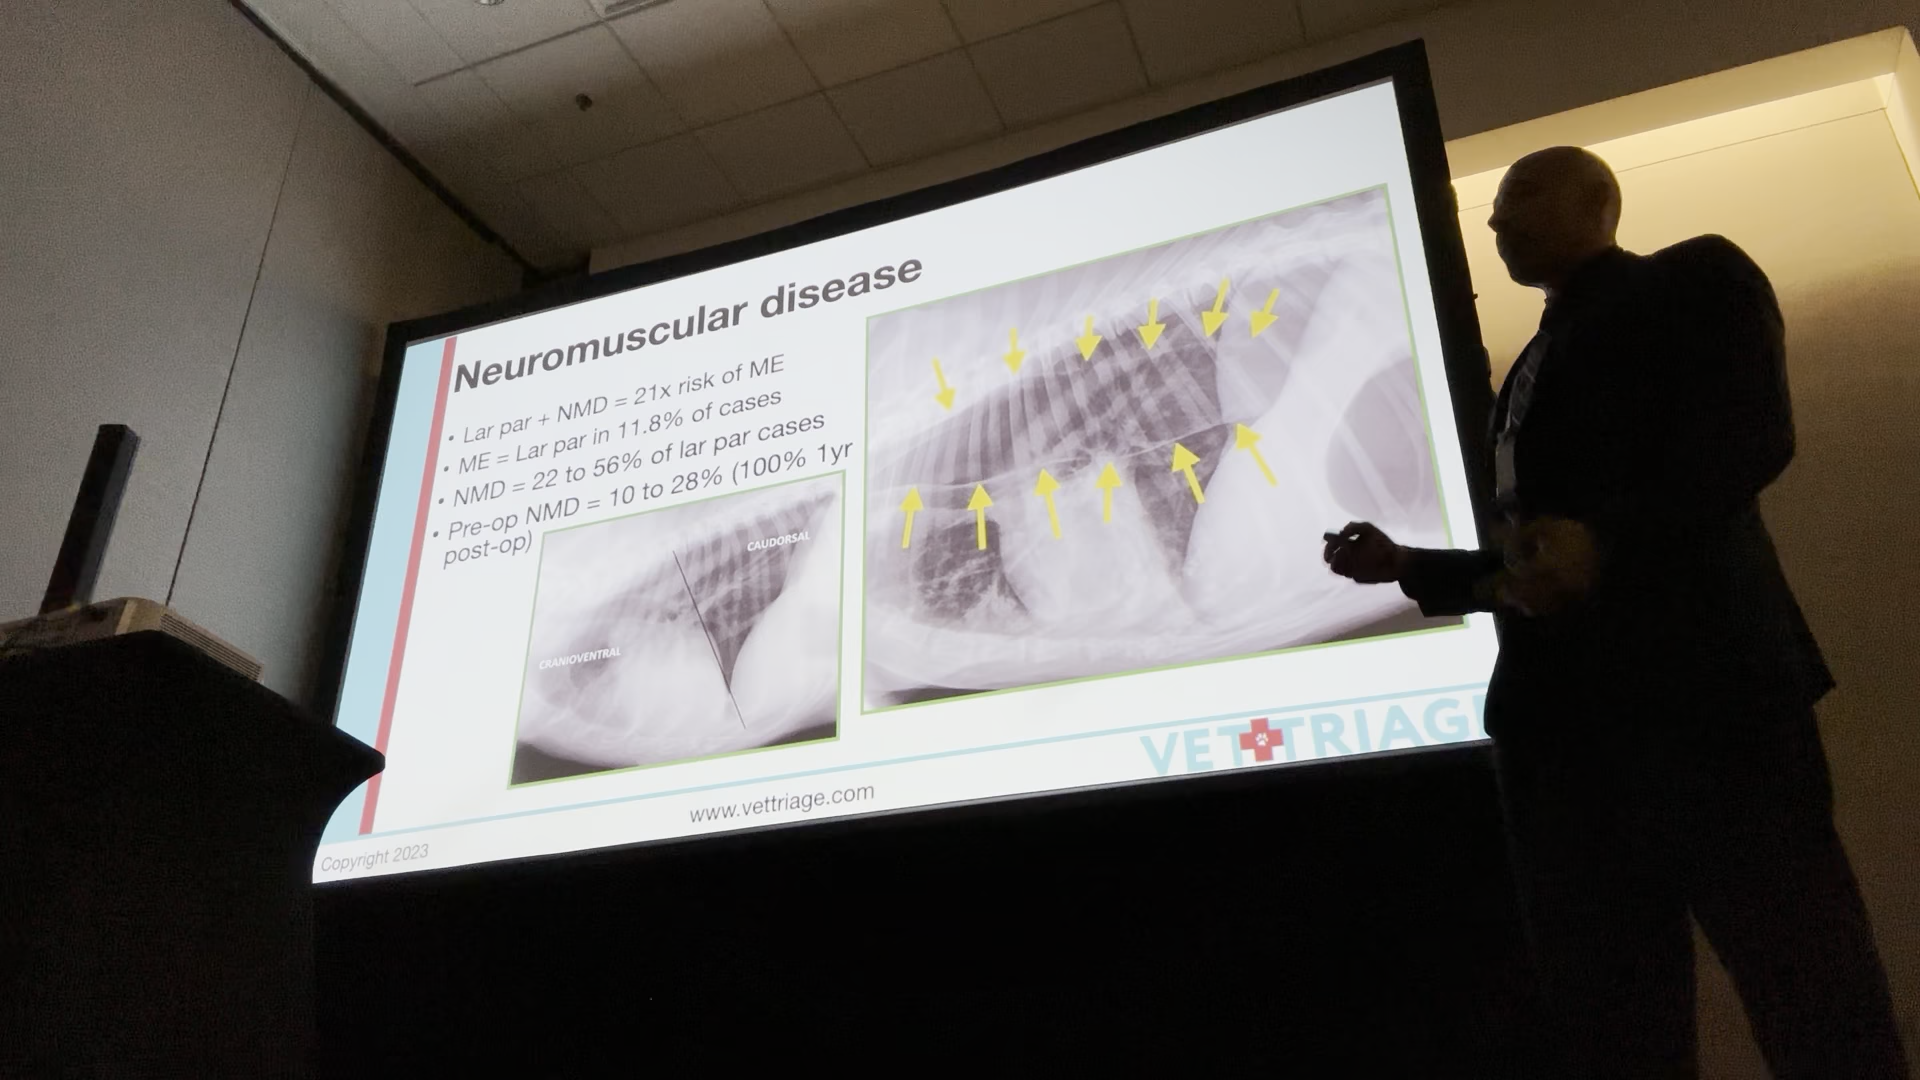 Neuromuscular disease
• Lar par + NMD = 21x risk of ME
• ME = Lar par in 11.8% of cases
• NMD = 22 to 56% of lar par cases
• Pre-op NMD = 10 to 28% (100% 1yr
post-op)
CAUDORSAL
CRANIOVENTRAL
VET TRIAGE
www.vettriage.com
Copyright 2023